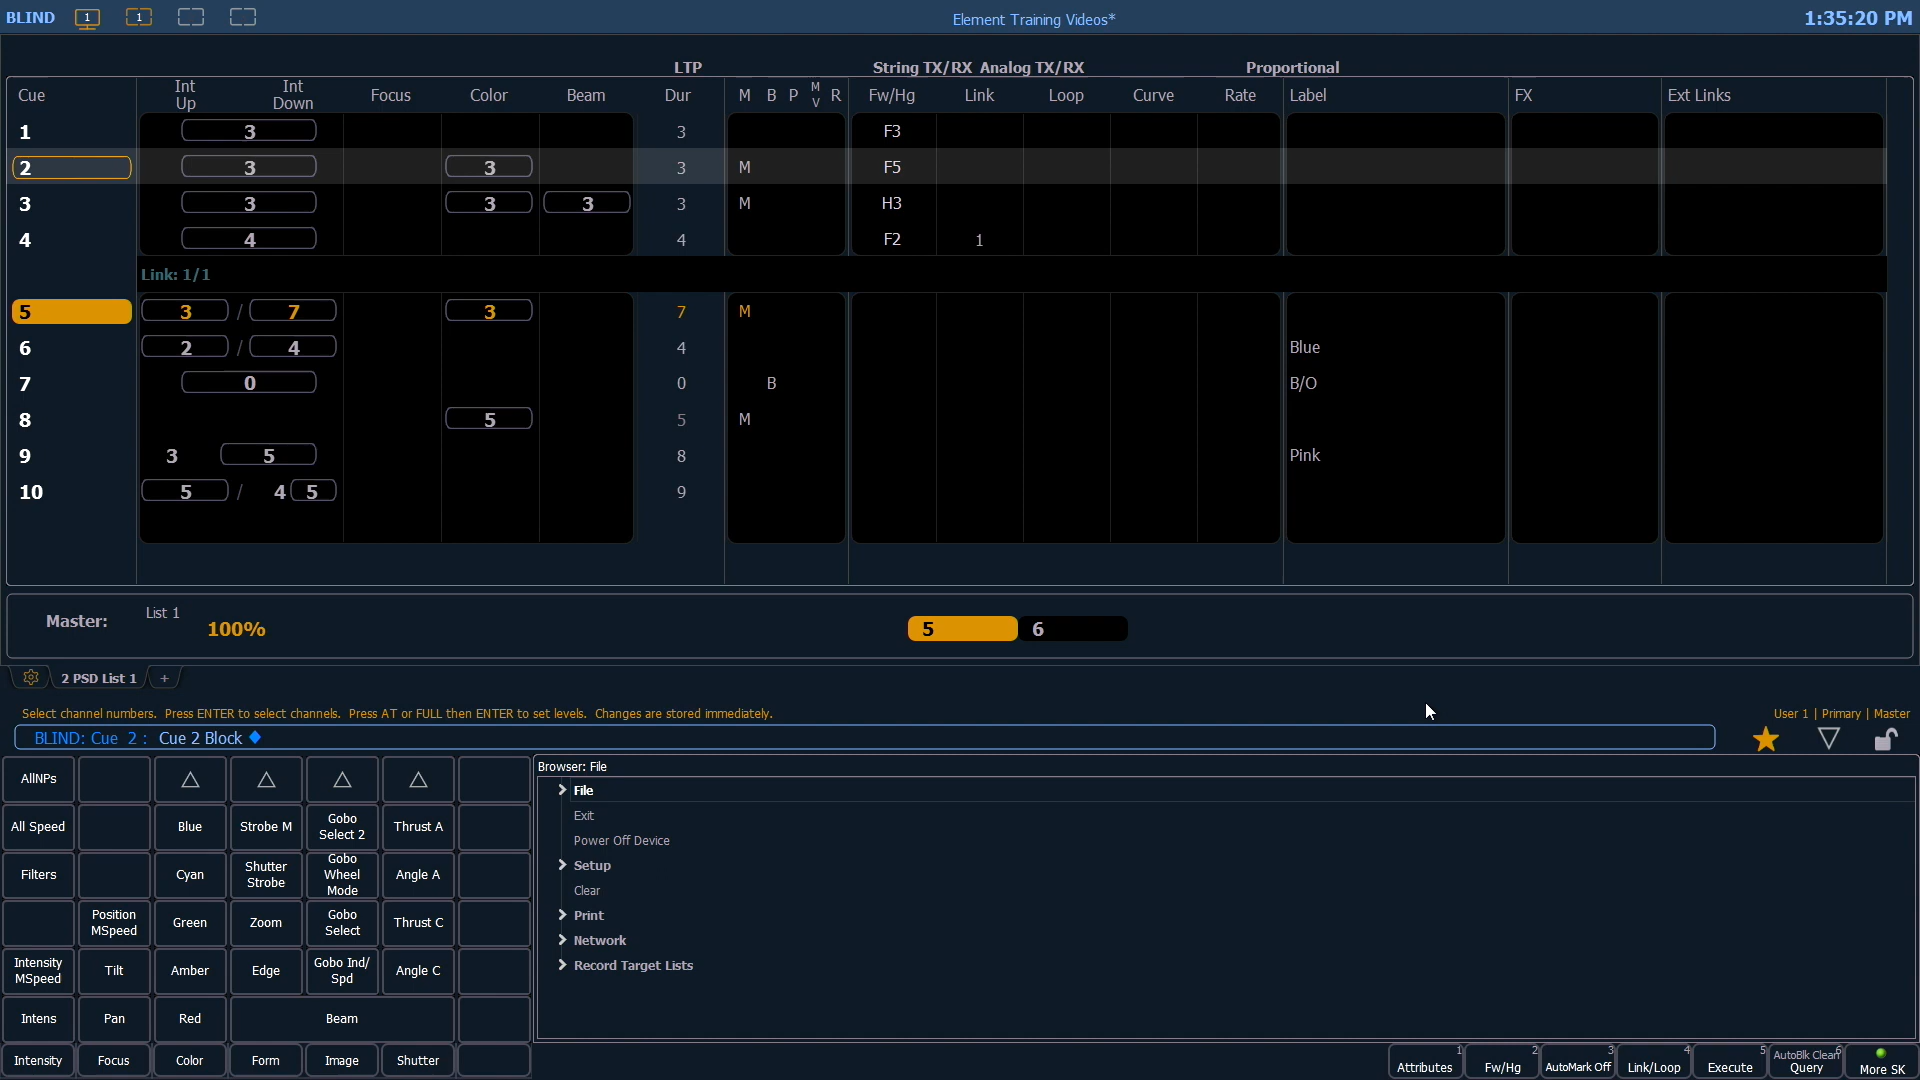 BLIND 1 1 Element Training Videos* 1:35:20 PM
LTP String TX/RX Analog TX/RX Proportional
Cue Int Up Int Down Focus Color Beam Dur M B P MV R Fw/Hg Link Loop Curve Rate Label FX Ext Links
1 3 3 F3
2 3 3 3 M F5
3 3 3 3 3 M H3
4 4 4 F2 1
Link: 1/1
5 3 / 7 3 7 M
6 2 / 4 4 Blue
7 0 0 B B/O
8 5 5 M
9 3 5 8 Pink
10 5 / 4 5 9
Master: List 1 100% 5 6
2 PSD List 1 +
Select channel numbers. Press ENTER to select channels. Press AT or FULL then ENTER to set levels. Changes are stored immediately. User 1 | Primary | Master
BLIND: Cue 2 : Cue 2 Block
AllNPs
All Speed Blue Strobe M Gobo Select 2 Thrust A
Filters Cyan Shutter Strobe Gobo Wheel Mode Angle A
Position MSpeed Green Zoom Gobo Select Thrust C
Intensity MSpeed Tilt Amber Edge Gobo Ind/ Spd Angle C
Intens Pan Red Beam
Intensity Focus Color Form Image Shutter
Browser: File
File
Exit
Power Off Device
Setup
Clear
Print
Network
Record Target Lists
1 Attributes 2 Fw/Hg 3 AutoMark Off 4 Link/Loop 5 Execute AutoBlk Clean 6 Query More SK